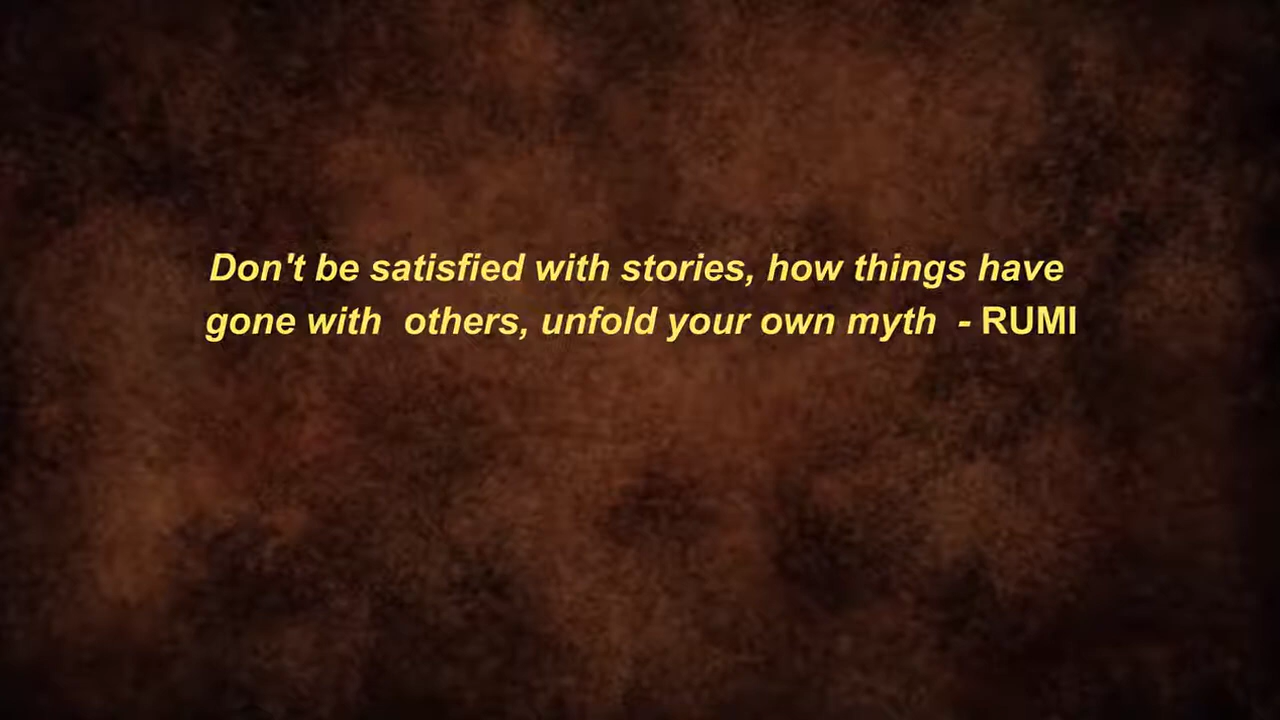 Don't be satisfied with stories, how things have
gone with  others, unfold your own myth  - RUMI